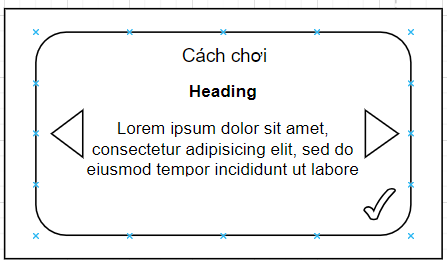 Cách chơi
Heading
Lorem ipsum dolor sit amet,
consectetur adipisicing elit, sed do
eiusmod tempor incididunt ut labore